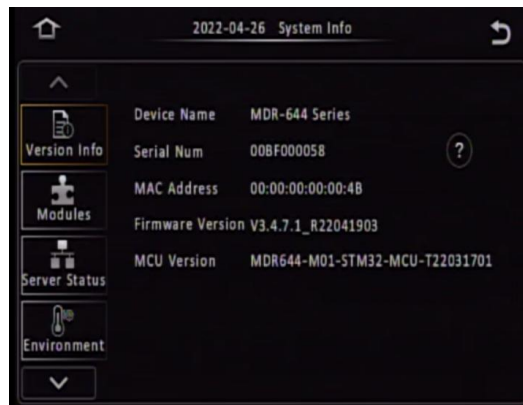 2022-04-26 System Info
Version Info
Modules
Server Status
Environment
Device Name MDR-644 Series
Serial Num 00BF000058
?
MAC Address 00:00:00:00:00:4B
Firmware Version V3.4.7.1_R22041903
MCU Version MDR644-M01-STM32-MCU-T22031701